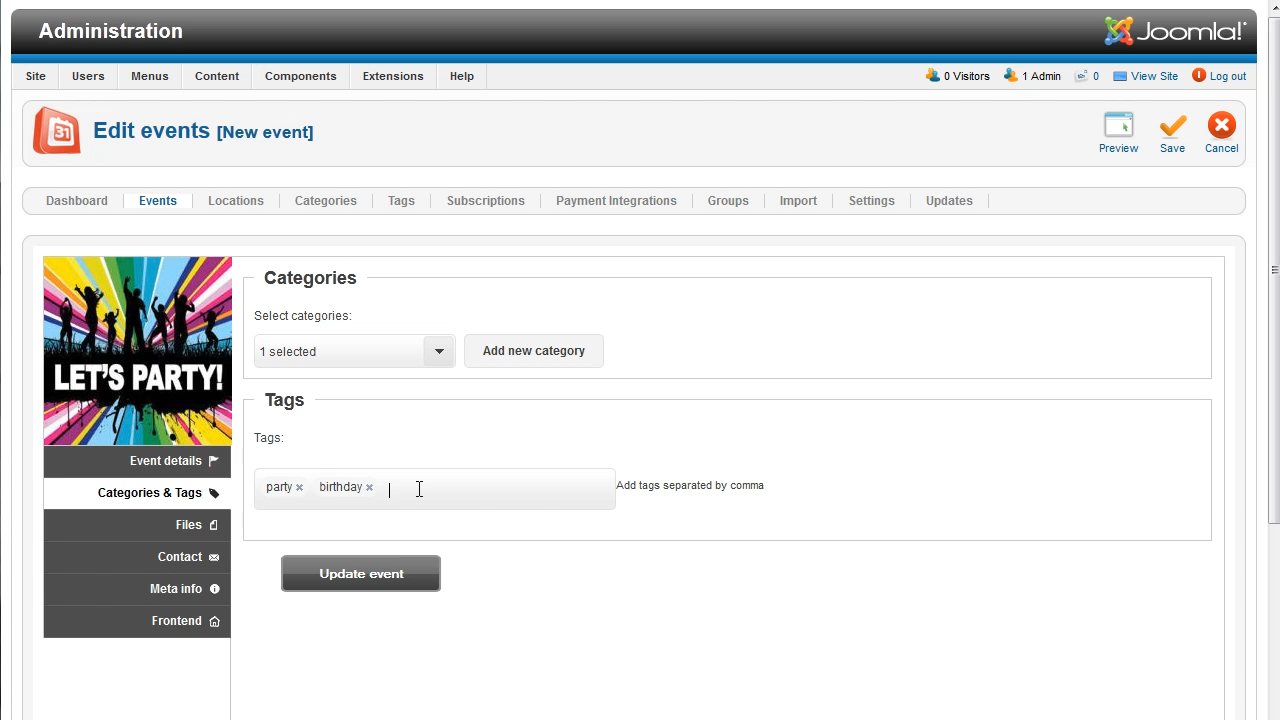 Administration
Joomla!
Site Users Menus Content Components Extensions Help
0 Visitors 1 Admin 0 View Site Log out
31
Edit events [New event]
Preview Save Cancel
Dashboard Events Locations Categories Tags Subscriptions Payment Integrations Groups Import Settings Updates
LET'S PARTY!
Event details
Categories & Tags
Files
Contact
Meta info
Frontend
Categories
Select categories:
1 selected
Add new category
Tags
Tags:
party × birthday ×
Add tags separated by comma
Update event